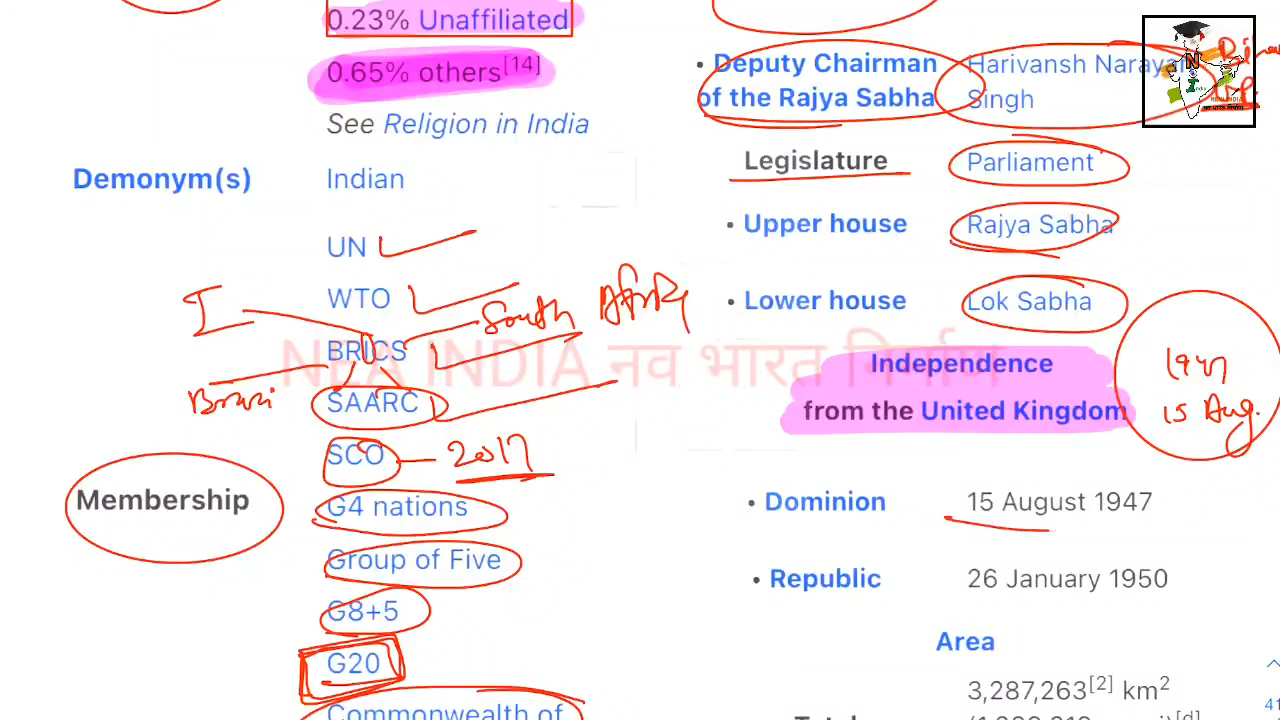 0.23% Unaffiliated
0.65% others[14]
See Religion in India
Demonym(s) Indian
UN
WTO
BRICS
SAARC
SCO
2017
Membership
G4 nations
Group of Five
G8+5
G20
Commonwealth of
I
South
• Deputy Chairman
of the Rajya Sabha
Harivansh Narayan
Singh
Legislature Parliament
• Upper house Rajya Sabha
• Lower house Lok Sabha
Independence
from the United Kingdom
1947
15 Aug.
• Dominion 15 August 1947
• Republic 26 January 1950
Area
3,287,263[2] km2
NEA INDIA नव भारत निर्माण
41